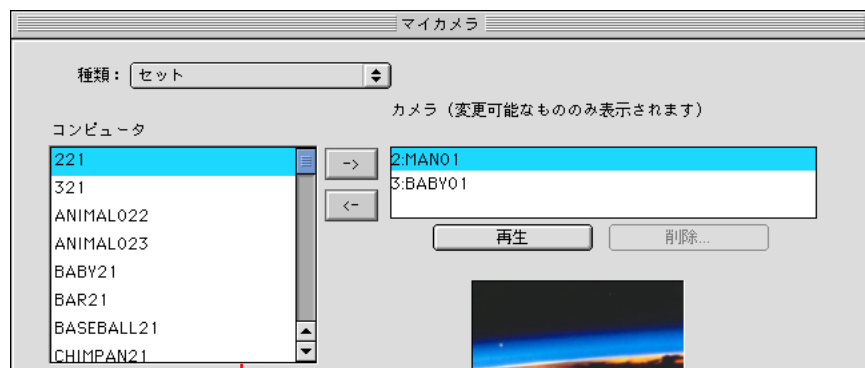 マイカメラ
種類：セット
カメラ（変更可能なもののみ表示されます）
コンピュータ
221
321
ANIMAL022
ANIMAL023
BABY21
BAR21
BASEBALL21
CHIMPAN21
->
<-
2:MAN01
3:BABY01
再生
削除...